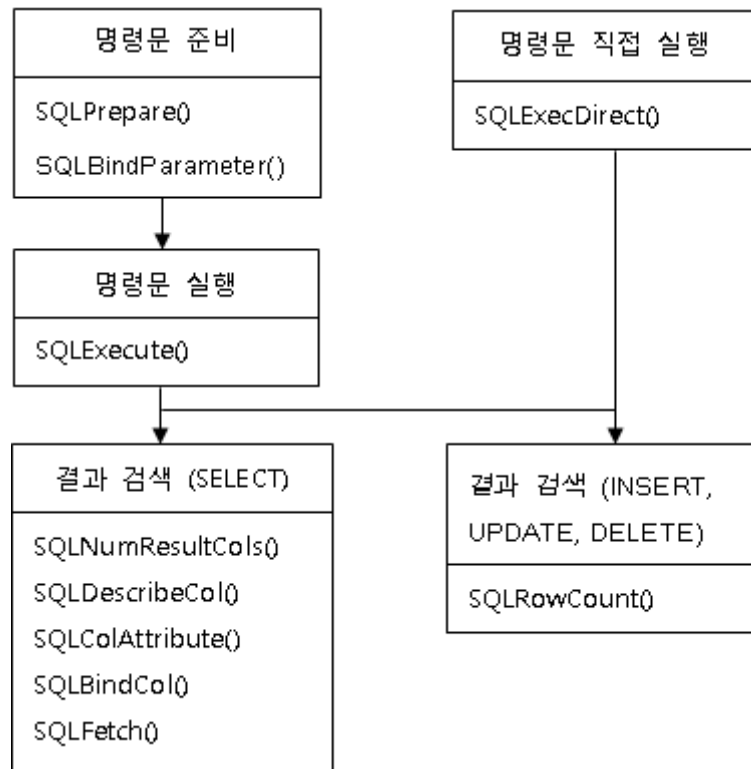 명령문 준비
SQLPrepare()
SQLBindParameter()
명령문 직접 실행
SQLExecDirect()
명령문 실행
SQLExecute()
결과 검색 (SELECT)
SQLNumResultCols()
SQLDescribeCol()
SQLColAttribute()
SQLBindCol()
SQLFetch()
결과 검색 (INSERT,
UPDATE, DELETE)
SQLRowCount()